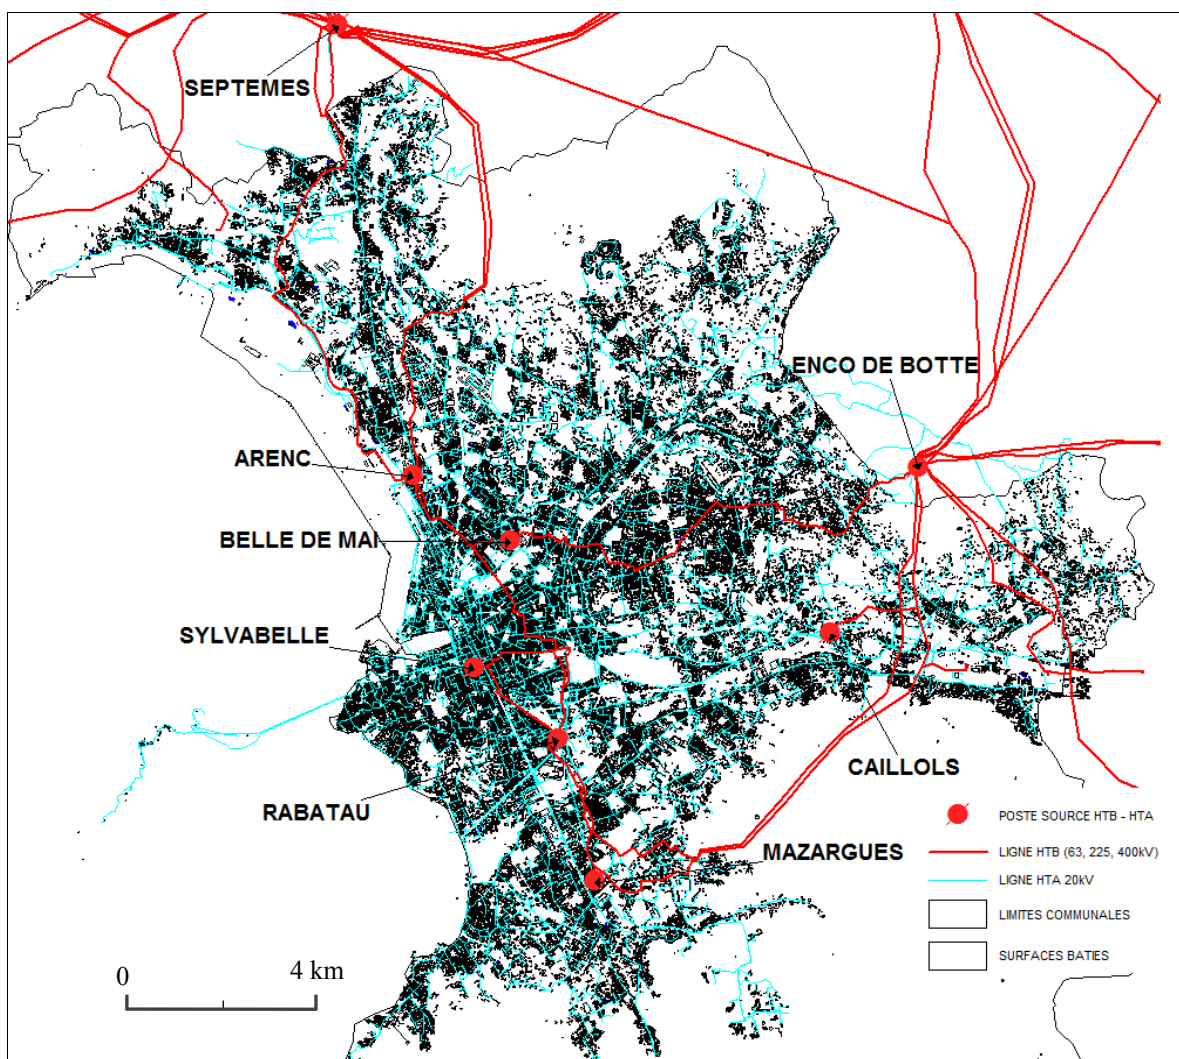 SEPTEMES
ENCO DE BOTTE
ARENC
BELLE DE MAI
SYLVABELLE
CAILLOLS
RABATAU
POSTE SOURCE HTB - HTA
MAZARGUES
LIGNE HTB (63, 225, 400kV)
LIGNE HTA 20kV
LIMITES COMMUNALES
SURFACES BATIES
0 4 km